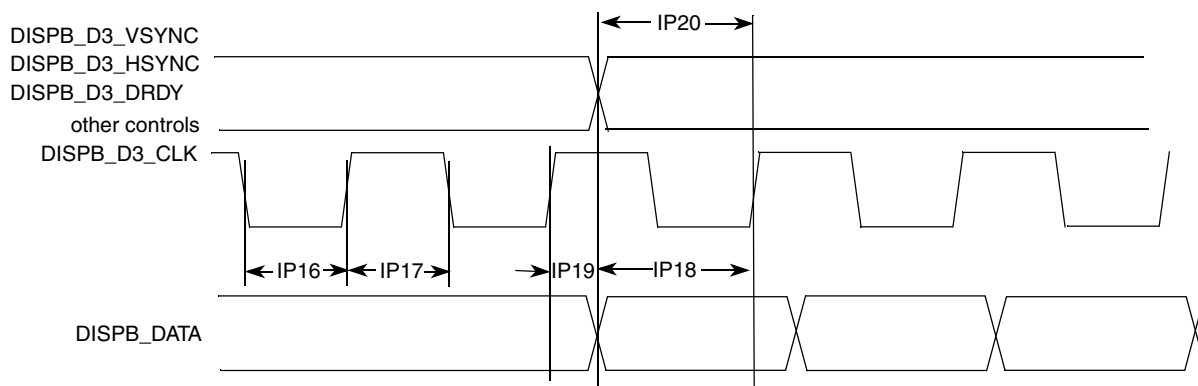 IP20
DISPB_D3_VSYNC
DISPB_D3_HSYNC
DISPB_D3_DRDY
other controls
DISPB_D3_CLK
IP16
IP17
IP19
IP18
DISPB_DATA